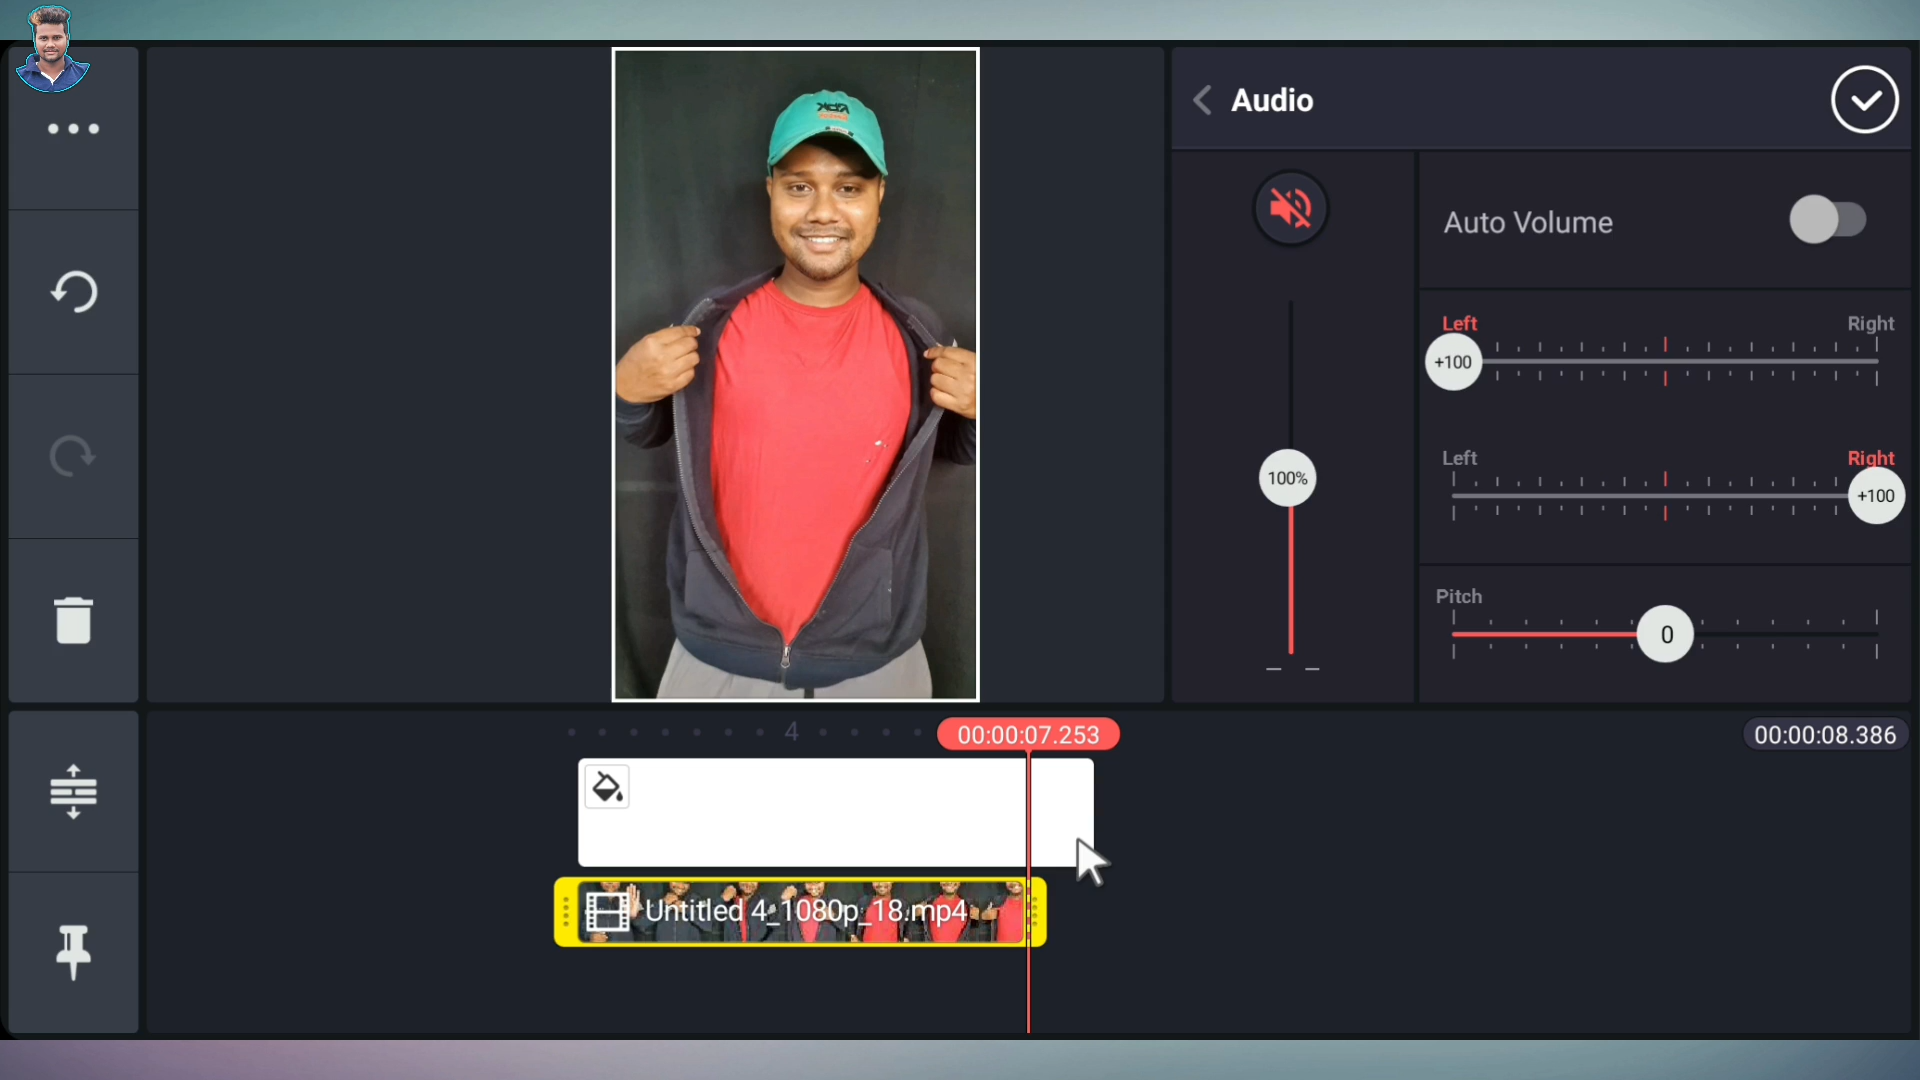 Audio
Auto Volume
Left Right
+100
Left Right
+100
100%
Pitch
0
4
00:00:07.253
00:00:08.386
Untitled 4_1080p_18.mp4